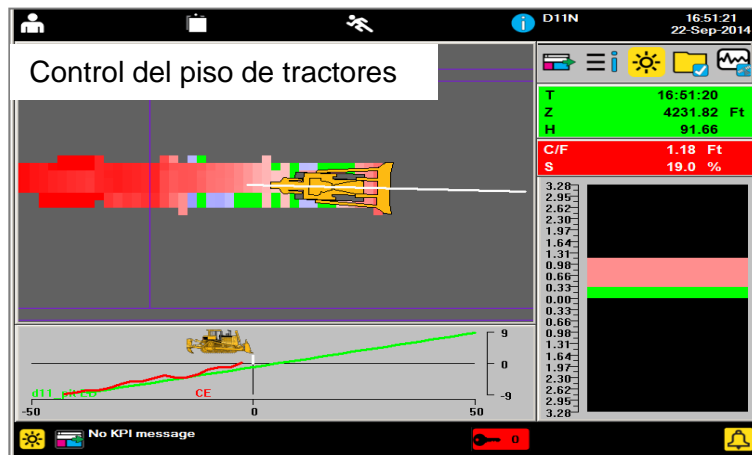 D11N
16:51:21
22-Sep-2014
Control del piso de tractores
T 16:51:20
Z 4231.82 Ft
H 91.66
C/F 1.18 Ft
S 19.0 %
3.28
2.95
2.62
2.30
1.97
1.64
1.31
0.98
0.66
0.33
0.00
0.33
0.66
0.98
1.31
1.64
1.97
2.30
2.62
2.95
3.28
9
0
-9
CE
-50 0 50
No KPI message
0